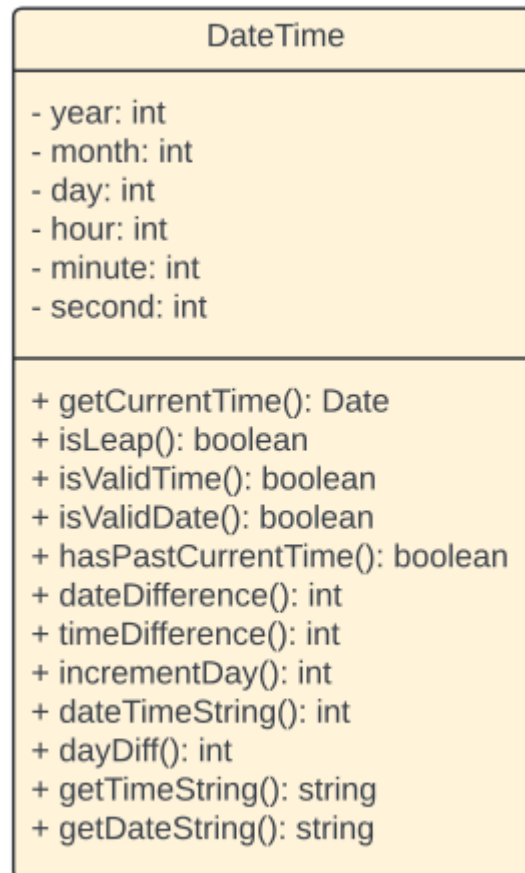 DateTime
- year: int
- month: int
- day: int
- hour: int
- minute: int
- second: int
+ getCurrentTime(): Date
+ isLeap(): boolean
+ isValidTime(): boolean
+ isValidDate(): boolean
+ hasPastCurrentTime(): boolean
+ dateDifference(): int
+ timeDifference(): int
+ incrementDay(): int
+ dateTimeString(): int
+ dayDiff(): int
+ getTimeString(): string
+ getDateString(): string